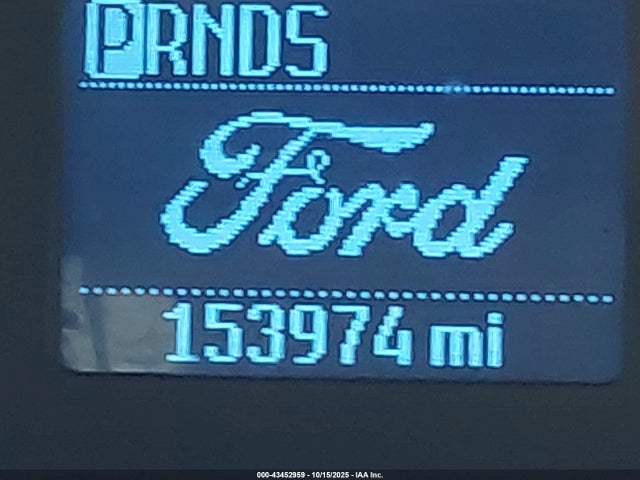 PRNDS
Ford
153974 mi
000-43452959 - 10/15/2025 - IAA Inc.